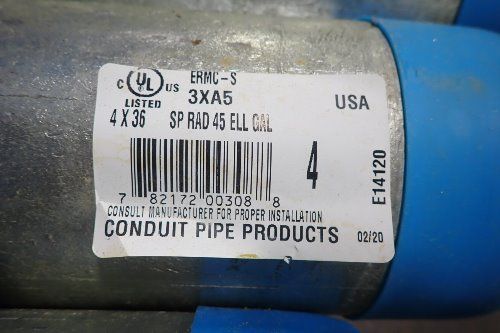 ERMC-S
C UL US
LISTED
3XA5
USA
4 X 36 SP RAD 45 ELL GAL
4
E14120
7 82172 00308 8
CONSULT MANUFACTURER FOR PROPER INSTALLATION
CONDUIT PIPE PRODUCTS 02/20